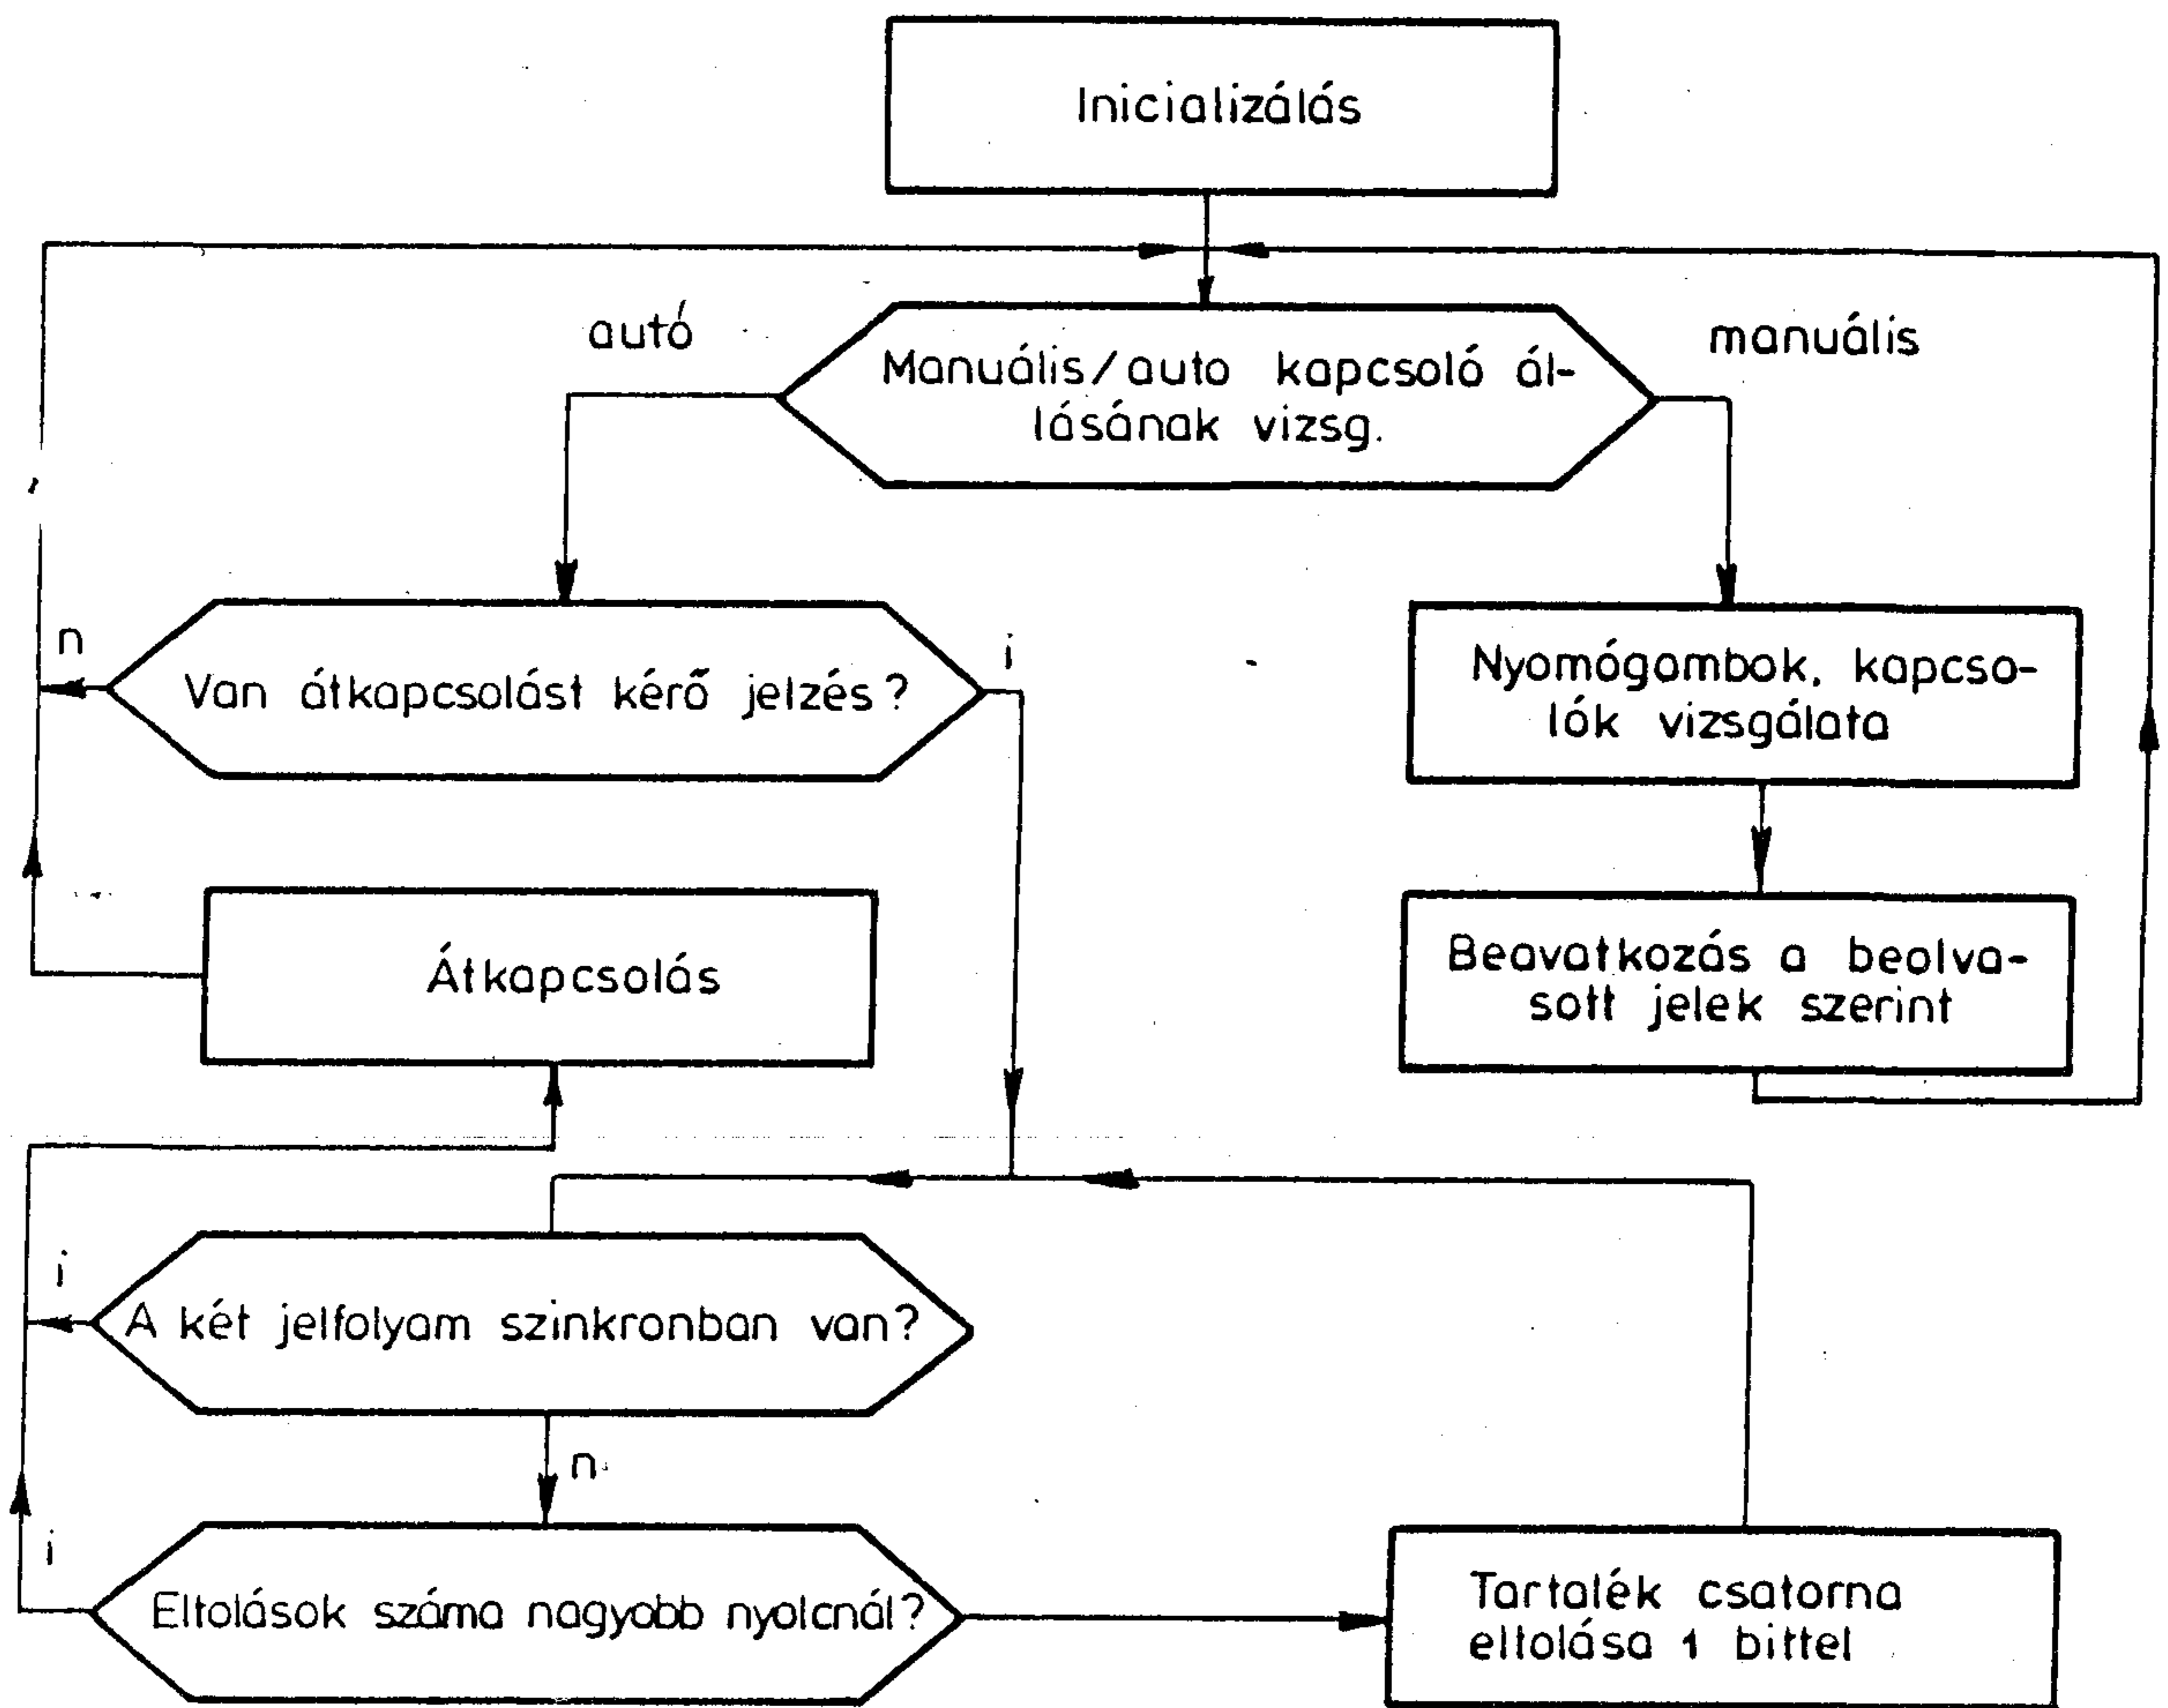 Inicializálás
autó
manuális
Manuális/auto kapcsoló ál-
lásának vizsg.
n
Van átkapcsolást kérő jelzés?
i
Nyomógombok, kapcso-
lók vizsgálata
Átkapcsolás
Beavatkozás a beolva-
sott jelek szerint
i
A két jelfolyam szinkronban van?
n
i
Eltolások száma nagyobb nyolcnál?
Tartalék csatorna
eltolása 1 bittel